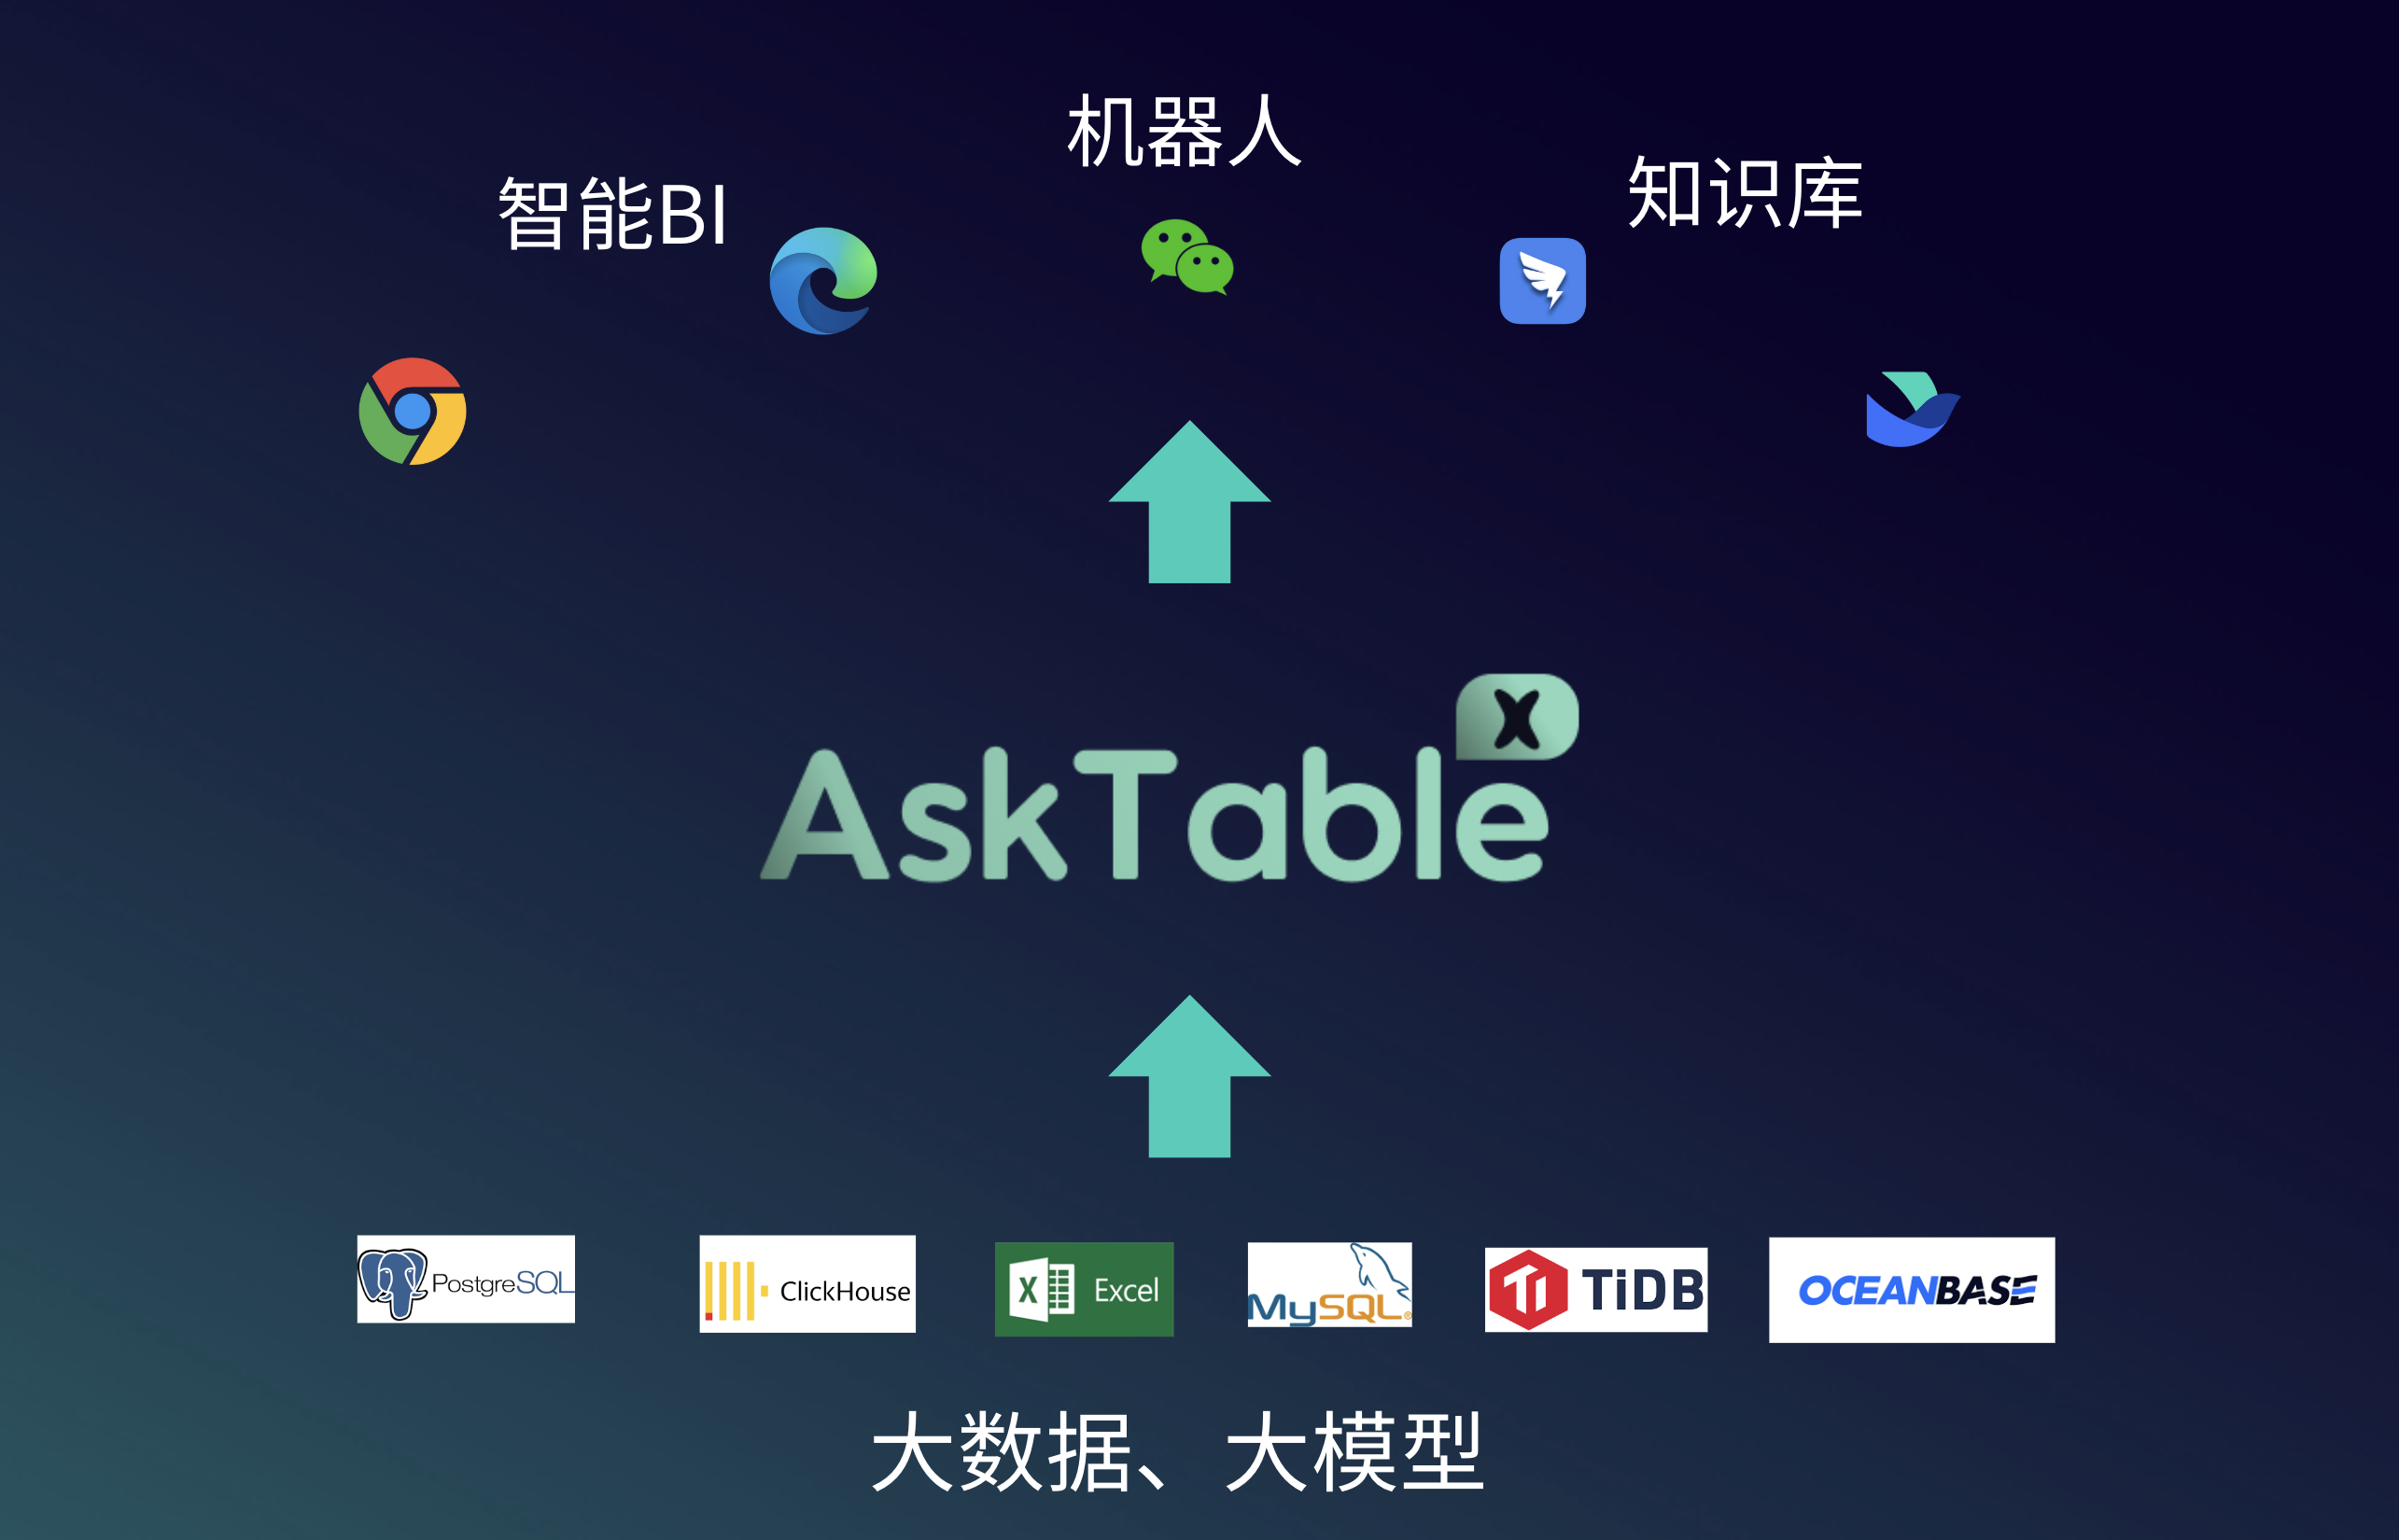 机器人
智能BI
知识库
AskTable
PostgreSQL
ClickHouse
Excel
MySQL
TiDB
OCEANBASE
大数据、大模型